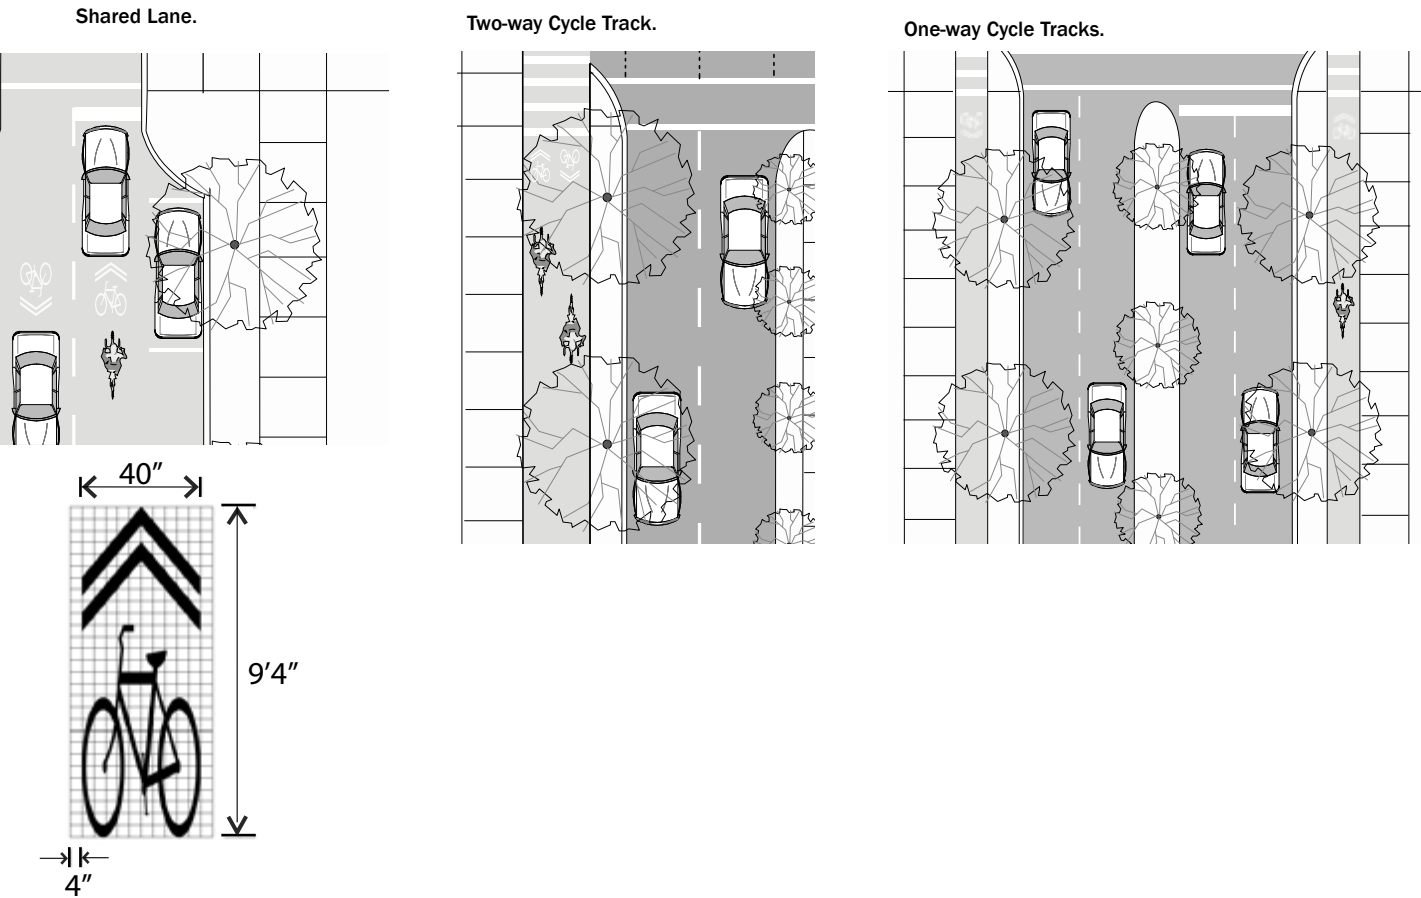 Shared Lane.
Two-way Cycle Track.
One-way Cycle Tracks.
40”
9’4”
4”